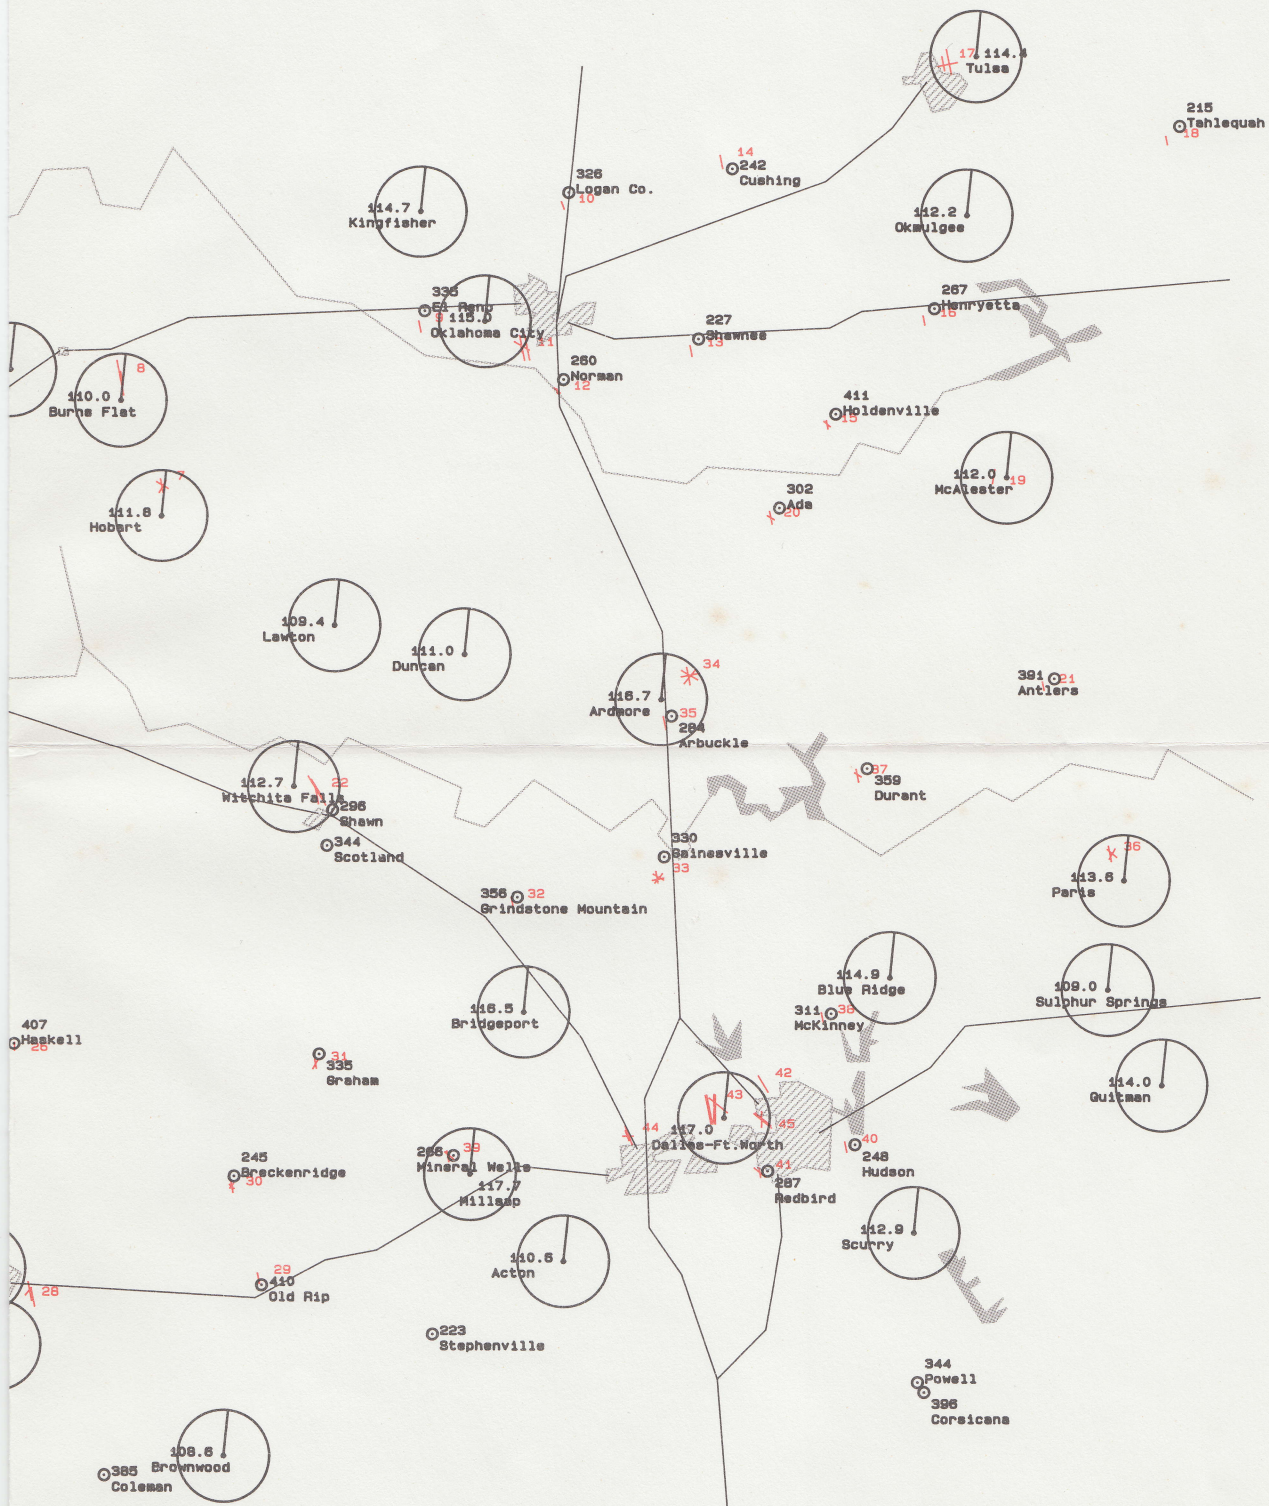 17 114.4
Tulsa
215
Tahlequah
18
14
242
Cushing
326
Logan Co.
10
114.7
Kingfisher
112.2
Okmulgee
335
El Reno
9
115.0
Oklahoma City
11
267
Henryetta
16
227
Shawnee
13
260
Norman
12
8
110.0
Burns Flat
411
Holdenville
15
112.0
McAlester
19
7
111.8
Hobart
302
Ada
20
109.4
Lawton
111.0
Duncan
34
116.7
Ardmore
35
284
Arbuckle
391
21
Antlers
112.7
22
Witchita Falls
296
Shawn
344
Scotland
37
359
Durant
330
Gainesville
33
36
113.6
Paris
356
32
Grindstone Mountain
114.9
Blue Ridge
109.0
Sulphur Springs
116.5
Bridgeport
311
38
McKinney
407
Haskell
26
31
335
Graham
42
114.0
Quitman
43
117.0
45
Dallas-Ft.Worth
44
40
248
Hudson
266
39
Mineral Wells
117.7
Millsap
245
Breckenridge
30
41
287
Redbird
112.9
Scurry
110.6
Acton
29
410
Old Rip
28
223
Stephenville
344
Powell
396
Corsicana
108.6
Brownwood
385
Coleman